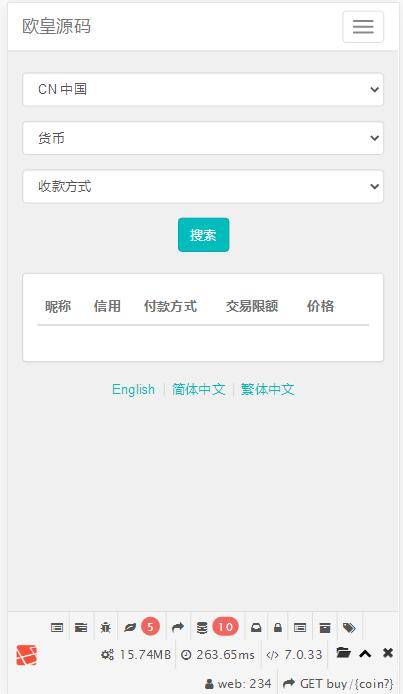 欧皇源码
CN 中国
货币
收款方式
搜索
昵称 信用 付款方式 交易限额 价格
English | 简体中文 | 繁体中文
5 10
15.74MB 263.65ms 7.0.33
web: 234 GET buy/{coin?}